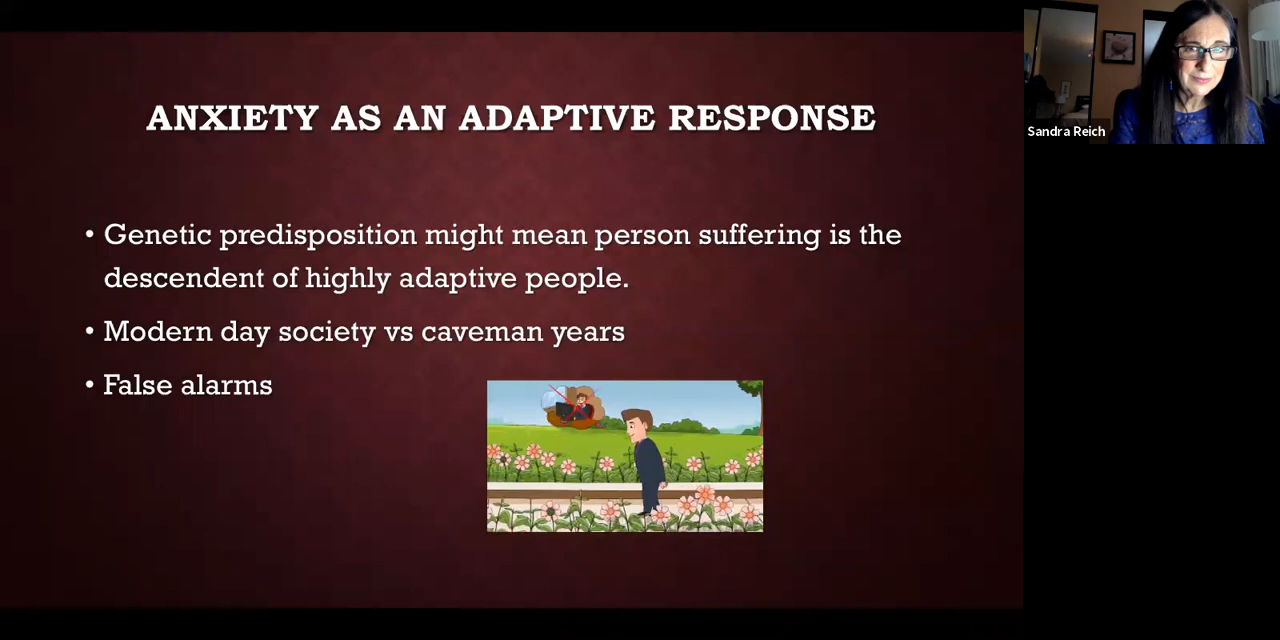 ANXIETY AS AN ADAPTIVE RESPONSE
• Genetic predisposition might mean person suffering is the
descendent of highly adaptive people.
• Modern day society vs caveman years
• False alarms
Sandra Reich